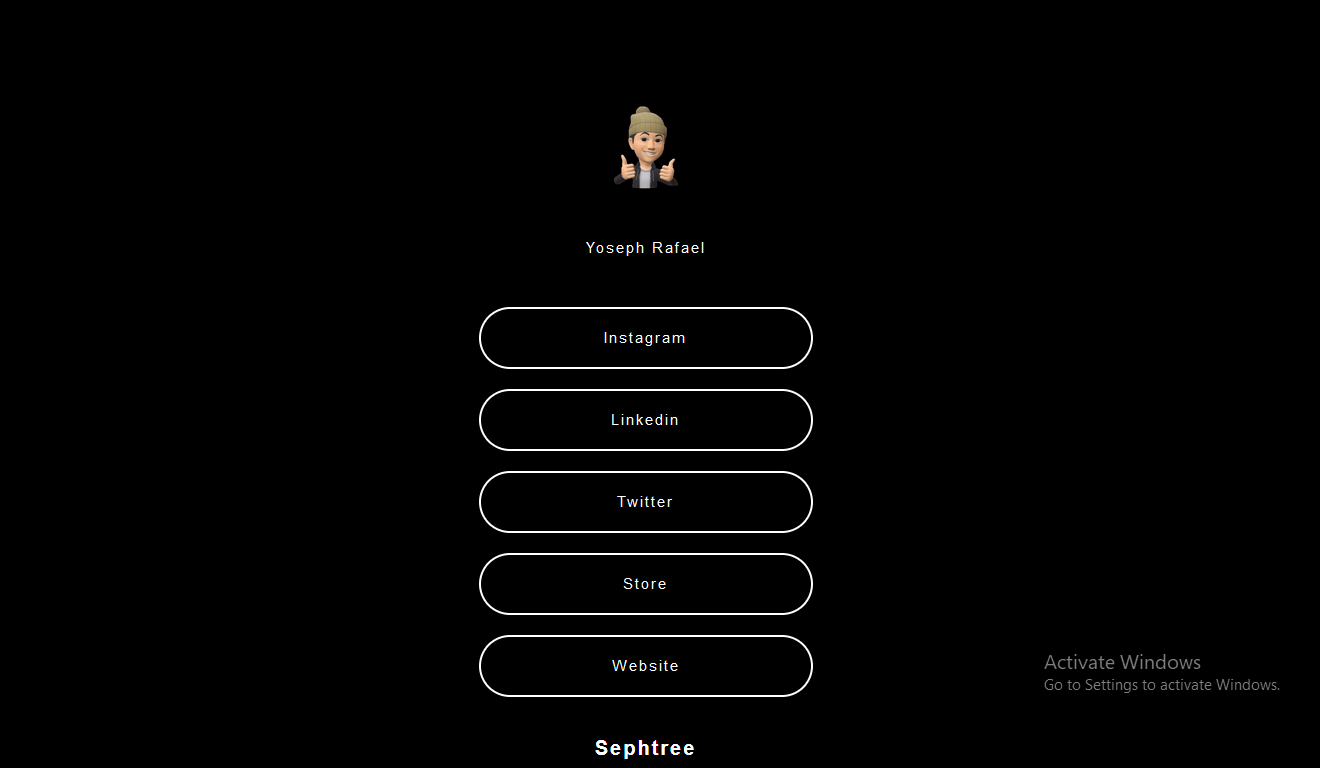 Yoseph Rafael
Instagram
Linkedin
Twitter
Store
Website
Activate Windows
Go to Settings to activate Windows.
Sephtree